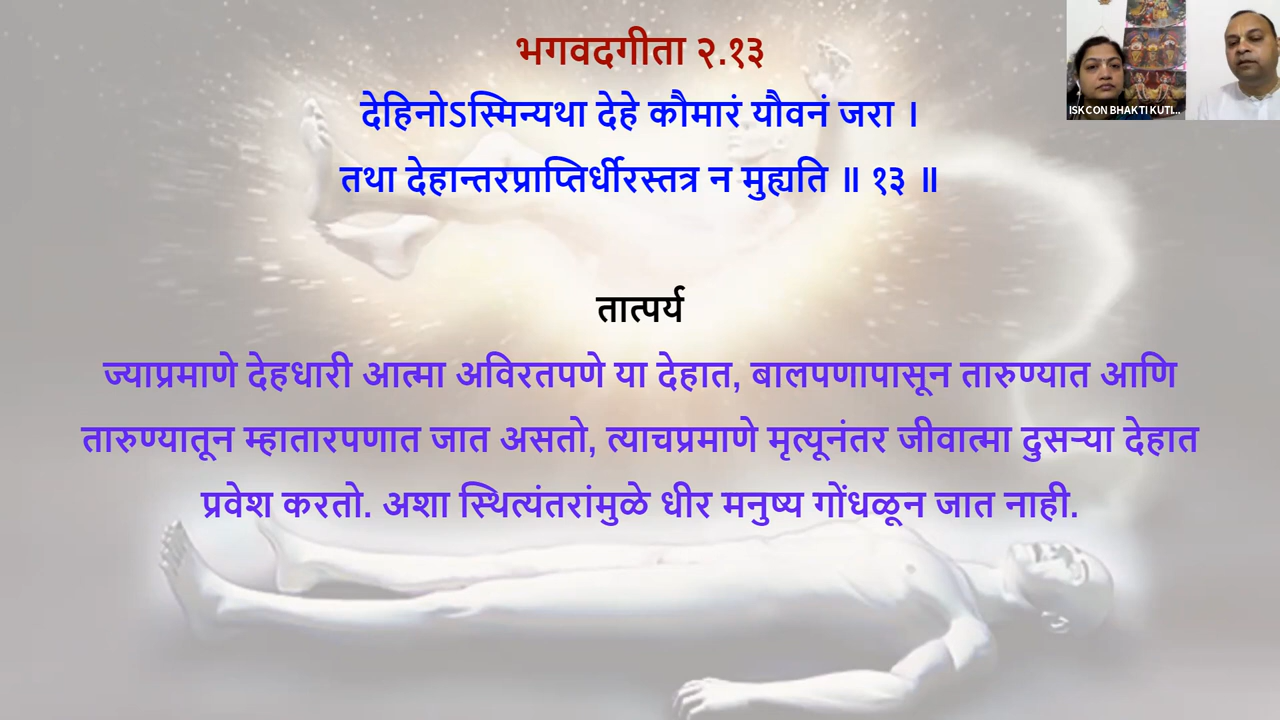 भगवदगीता २.१३
देहिनोऽस्मिन्यथा देहे कौमारं यौवनं जरा ।
तथा देहान्तरप्राप्तिर्धीरस्तत्र न मुह्यति ॥ १३ ॥
तात्पर्य
ज्याप्रमाणे देहधारी आत्मा अविरतपणे या देहात, बालपणापासून तारुण्यात आणि
तारुण्यातून म्हातारपणात जात असतो, त्याचप्रमाणे मृत्यूनंतर जीवात्मा दुसऱ्या देहात
प्रवेश करतो. अशा स्थित्यंतरांमुळे धीर मनुष्य गोंधळून जात नाही.
ISKCON BHAKTI KUTI...